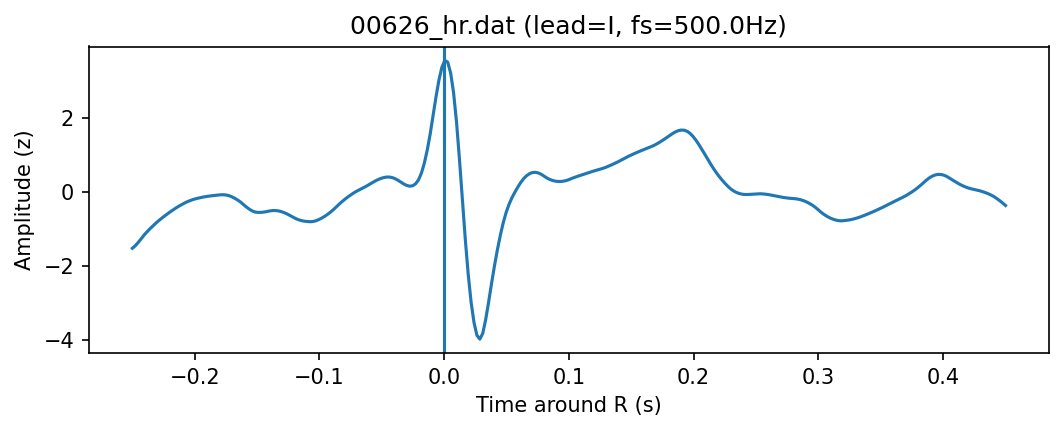 00626_hr.dat (lead=I, fs=500.0Hz)
Amplitude (z)
2
0
−2
−4
−0.2 −0.1 0.0 0.1 0.2 0.3 0.4
Time around R (s)